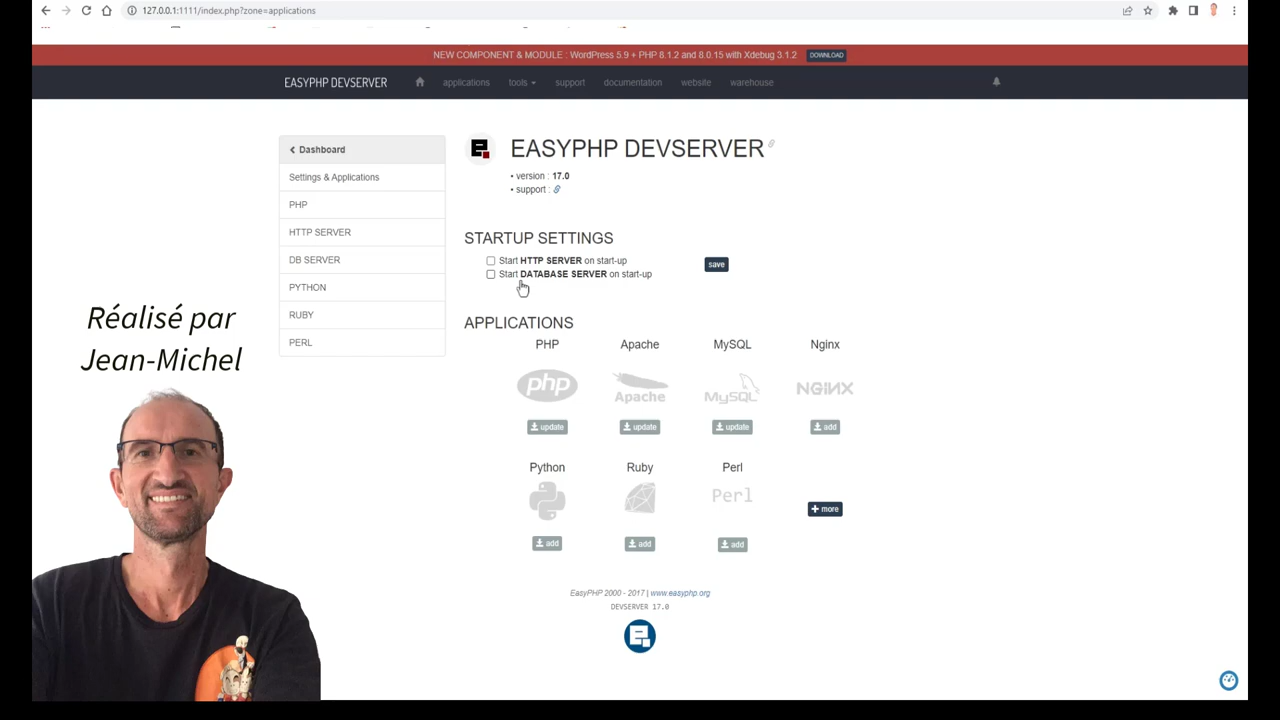 127.0.0.1:1111/index.php?zone=applications
NEW COMPONENT & MODULE : WordPress 5.9 + PHP 8.1.2 and 8.0.15 with Xdebug 3.1.2 DOWNLOAD
EASYPHP DEVSERVER applications tools support documentation website warehouse
Dashboard
Settings & Applications
PHP
HTTP SERVER
DB SERVER
PYTHON
RUBY
PERL
EASYPHP DEVSERVER
• version : 17.0
• support :
STARTUP SETTINGS
Start HTTP SERVER on start-up
Start DATABASE SERVER on start-up
save
APPLICATIONS
PHP Apache MySQL Nginx
php Apache MySQL NGINX
update update update add
Python Ruby Perl
Perl
+ more
add add add
EasyPHP 2000 - 2017 | www.easyphp.org
DEVSERVER 17.0
Réalisé par
Jean-Michel